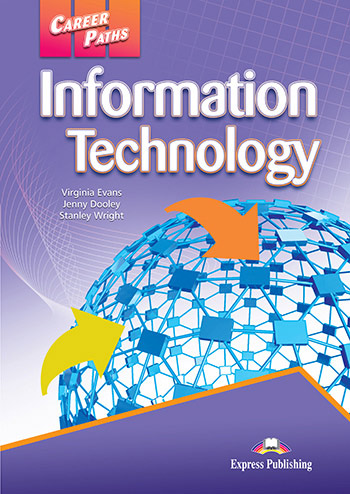 CAREER
PATHS
Information
Technology
Virginia Evans
Jenny Dooley
Stanley Wright
Express Publishing